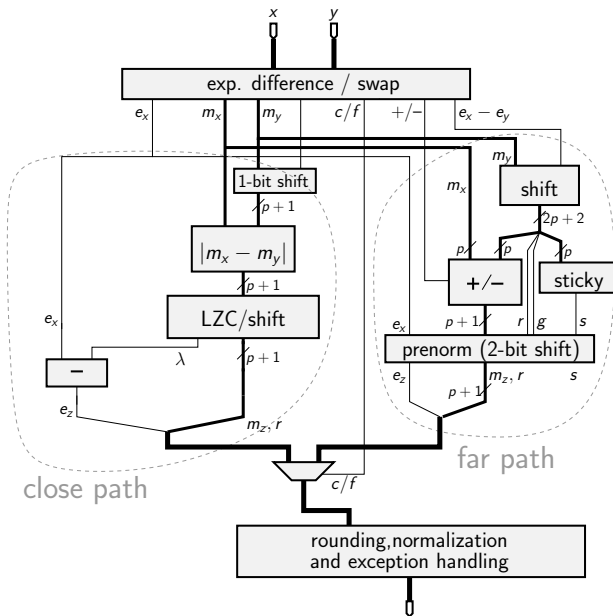 x y
exp. difference / swap
e_x m_x m_y c/f +/− e_x − e_y
m_y
1-bit shift
shift
m_x
p + 1
2p + 2
|m_x − m_y|
p p p
+/−
sticky
p + 1
LZC/shift
e_x
p + 1
e_x r g s
prenorm (2-bit shift)
p + 1
λ
−
e_z
m_z, r
s
p + 1
e_z
m_z, r
far path
close path
c/f
rounding,normalization
and exception handling